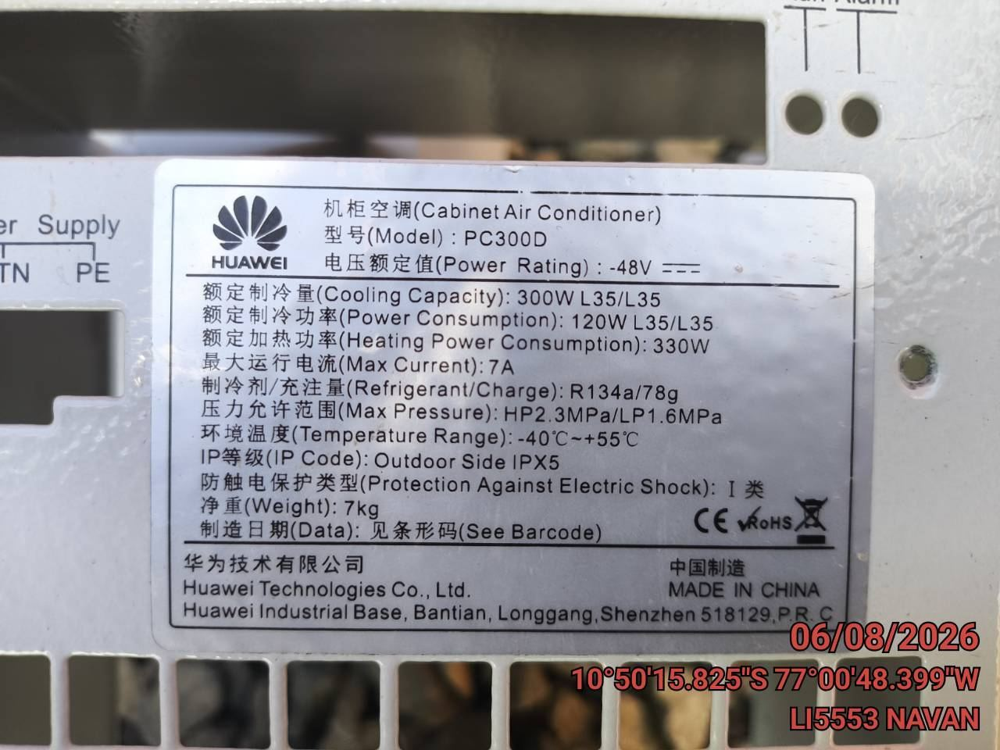 Alarm
er Supply
TN PE
HUAWEI
机柜空调(Cabinet Air Conditioner)
型号(Model) : PC300D
电压额定值(Power Rating) : -48V
额定制冷量(Cooling Capacity): 300W L35/L35
额定制冷功率(Power Consumption): 120W L35/L35
额定加热功率(Heating Power Consumption): 330W
最大运行电流(Max Current): 7A
制冷剂/充注量(Refrigerant/Charge): R134a/78g
压力允许范围(Max Pressure): HP2.3MPa/LP1.6MPa
环境温度(Temperature Range): -40℃~+55℃
IP等级(IP Code): Outdoor Side IPX5
防触电保护类型(Protection Against Electric Shock): I 类
净重(Weight): 7kg
制造日期(Data): 见条形码(See Barcode)
CE RoHS
华为技术有限公司
中国制造
Huawei Technologies Co., Ltd.
MADE IN CHINA
Huawei Industrial Base, Bantian, Longgang,Shenzhen 518129,P.R.C
06/08/2026
10°50'15.825"S 77°00'48.399"W
LI5553 NAVAN